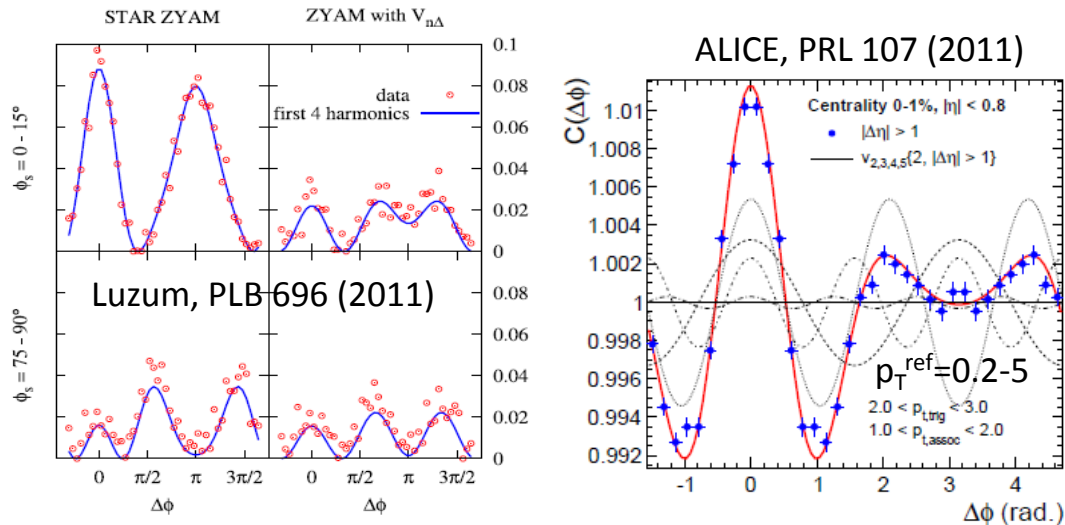 STAR ZYAM
ZYAM with V_{nΔ}
0.1
0.08
0.06
0.04
0.02
0
0.08
0.06
0.04
0.02
0
ϕ_s = 0 - 15°
ϕ_s = 75 - 90°
data
first 4 harmonics
Luzum, PLB 696 (2011)
0 π/2 π 3π/2
0 π/2 π 3π/2
Δϕ
Δϕ
ALICE, PRL 107 (2011)
C(Δϕ)
1.01
1.008
1.006
1.004
1.002
1
0.998
0.996
0.994
0.992
Centrality 0-1%, |η| < 0.8
|Δη| > 1
v_{2,3,4,5}{2, |Δη| > 1}
p_T^{ref}=0.2-5
2.0 < p_{t,trig} < 3.0
1.0 < p_{t,assoc} < 2.0
-1 0 1 2 3 4
Δϕ (rad.)